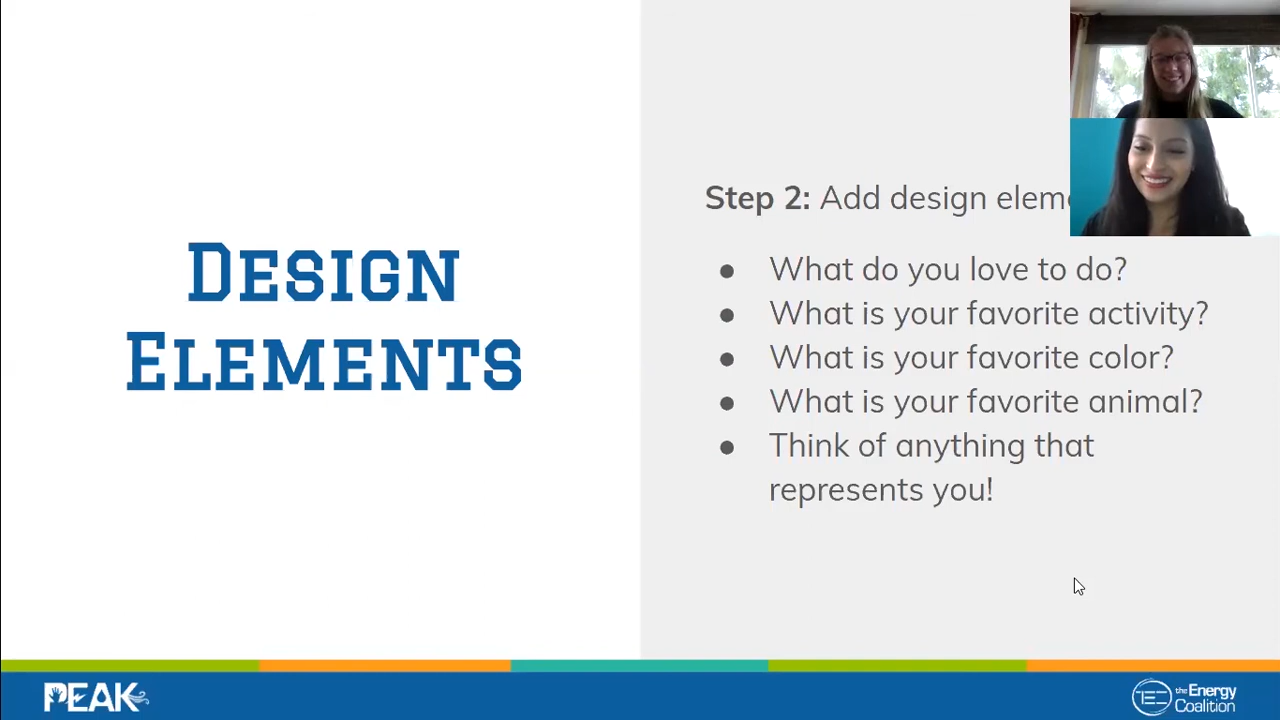 DESIGN
ELEMENTS
Step 2: Add design elem
● What do you love to do?
● What is your favorite activity?
● What is your favorite color?
● What is your favorite animal?
● Think of anything that
represents you!
PEAK
TEC the Energy
Coalition